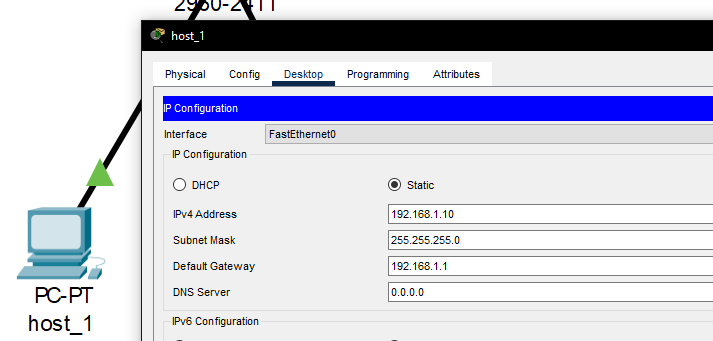 host_1
Physical Config Desktop Programming Attributes
IP Configuration
Interface FastEthernet0
IP Configuration
DHCP Static
IPv4 Address 192.168.1.10
Subnet Mask 255.255.255.0
Default Gateway 192.168.1.1
DNS Server 0.0.0.0
IPv6 Configuration
PC-PT
host_1